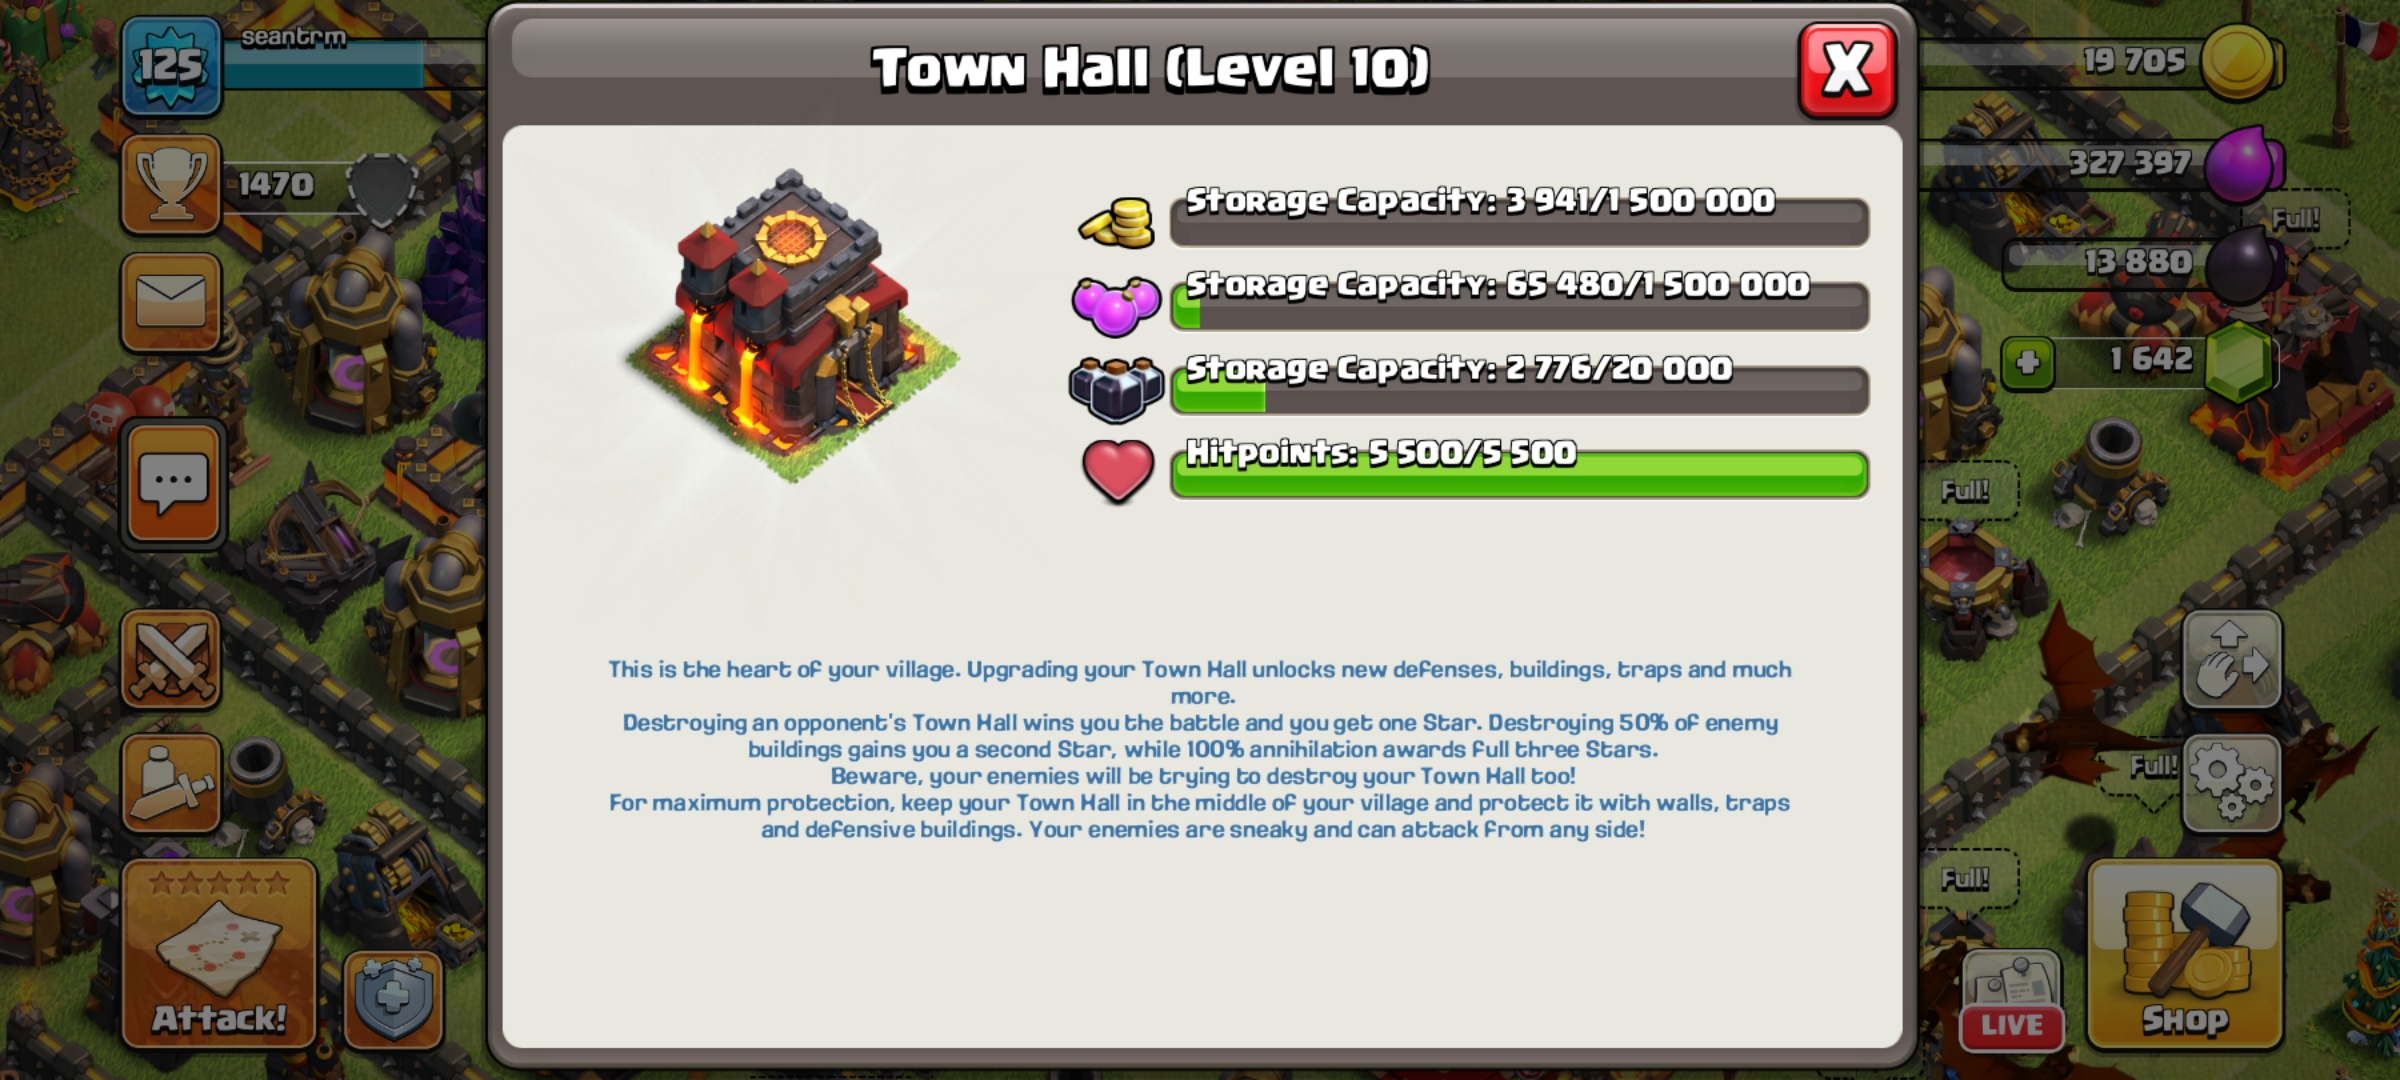 125
seantrm
Town Hall (Level 10)
X
19 705
1470
327 397
Full!
13 880
1 642
Storage Capacity: 3 941/1 500 000
Storage Capacity: 65 480/1 500 000
Storage Capacity: 2 776/20 000
Hitpoints: 5 500/5 500
Full!
This is the heart of your village. Upgrading your Town Hall unlocks new defenses, buildings, traps and much
more.
Destroying an opponent's Town Hall wins you the battle and you get one Star. Destroying 50% of enemy
buildings gains you a second Star, while 100% annihilation awards full three Stars.
Beware, your enemies will be trying to destroy your Town Hall too!
For maximum protection, keep your Town Hall in the middle of your village and protect it with walls, traps
and defensive buildings. Your enemies are sneaky and can attack from any side!
Full!
Full!
Attack!
LIVE
Shop